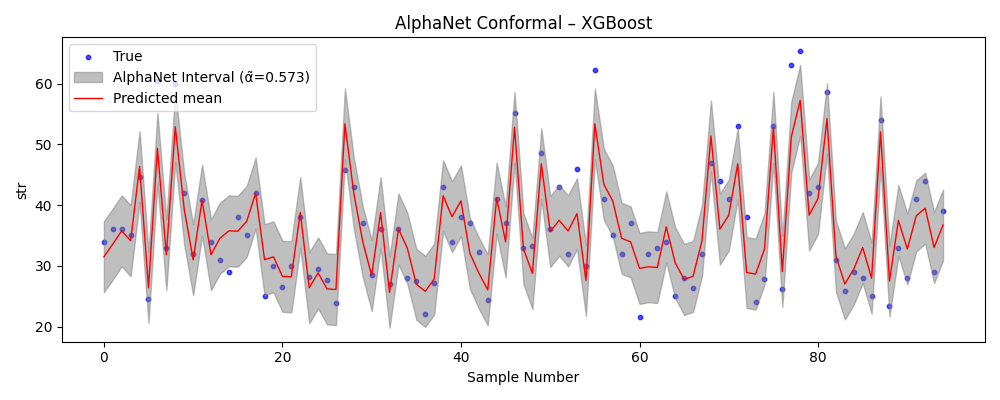 AlphaNet Conformal – XGBoost
True
AlphaNet Interval (α̃=0.573)
Predicted mean
str
60
50
40
30
20
0
20
40
60
80
Sample Number